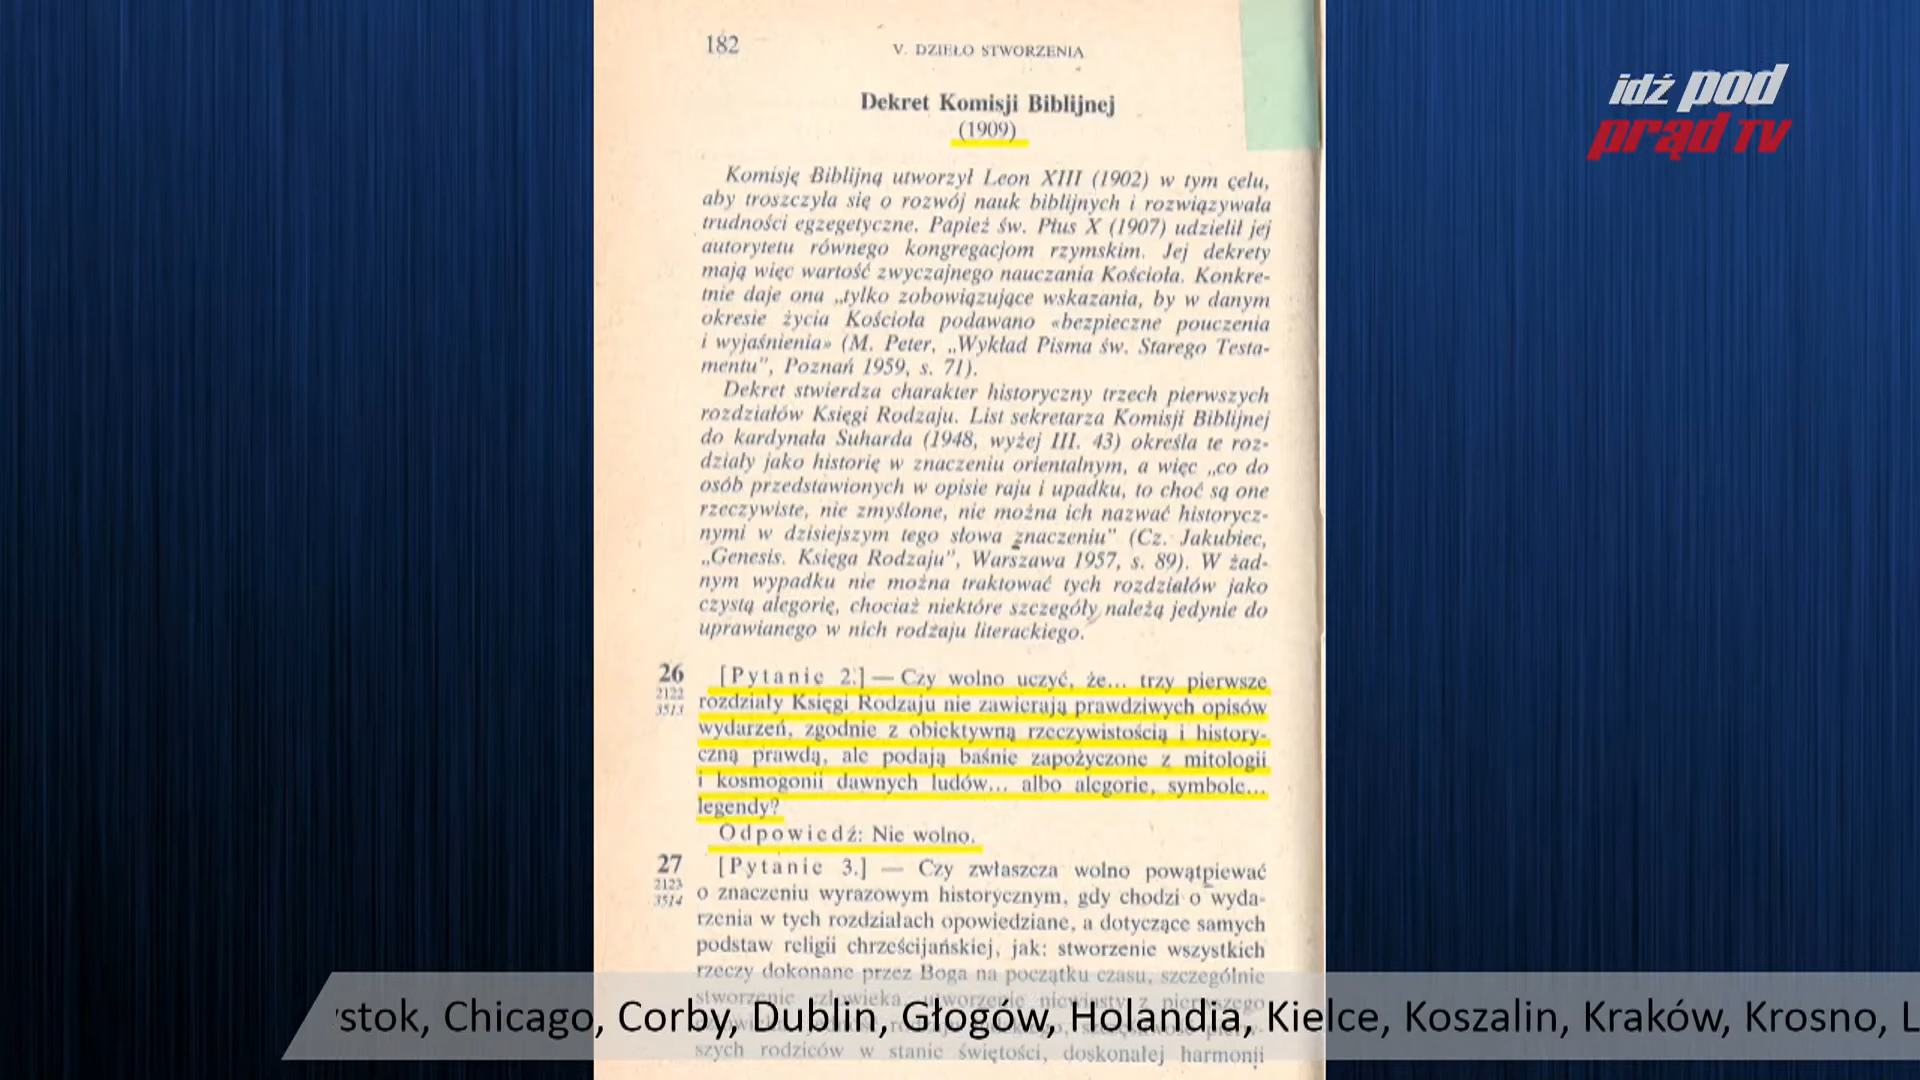 182
V. DZIEŁO STWORZENIA
idź pod
prąd TV
Dekret Komisji Biblijnej
(1909)
Komisję Biblijną utworzył Leon XIII (1902) w tym celu,
aby troszczyła się o rozwój nauk biblijnych i rozwiązywała
trudności egzegetyczne. Papież św. Pius X (1907) udzielił jej
autorytetu równego kongregacjom rzymskim. Jej dekrety
mają więc wartość zwyczajnego nauczania Kościoła. Konkre-
tnie daje ona „tylko zobowiązujące wskazania, by w danym
okresie życia Kościoła podawano «bezpieczne pouczenia
i wyjaśnienia» (M. Peter, „Wykład Pisma św. Starego Testa-
mentu", Poznań 1959, s. 71).
Dekret stwierdza charakter historyczny trzech pierwszych
rozdziałów Księgi Rodzaju. List sekretarza Komisji Biblijnej
do kardynała Suharda (1948, wyżej III. 43) określa te roz-
działy jako historię w znaczeniu orientalnym, a więc „co do
osób przedstawionych w opisie raju i upadku, to choć są one
rzeczywiste, nie zmyślone, nie można ich nazwać historycz-
nymi w dzisiejszym tego słowa znaczeniu" (Cz. Jakubiec,
„Genesis. Księga Rodzaju", Warszawa 1957, s. 89). W żad-
nym wypadku nie można traktować tych rozdziałów jako
czystą alegorię, chociaż niektóre szczegóły należą jedynie do
uprawianego w nich rodzaju literackiego.
26 [Pytanie 2.] — Czy wolno uczyć, że... trzy pierwsze
2122 rozdziały Księgi Rodzaju nie zawierają prawdziwych opisów
3513 wydarzeń, zgodnie z obiektywną rzeczywistością i history-
czną prawdą, ale podają baśnie zapożyczone z mitologii
i kosmogonii dawnych ludów... albo alegorie, symbole...
legendy?
Odpowiedź: Nie wolno.
27 [Pytanie 3.] — Czy zwłaszcza wolno powątpiewać
2123 o znaczeniu wyrazowym historycznym, gdy chodzi o wyda-
3514 rzenia w tych rozdziałach opowiedziane, a dotyczące samych
podstaw religii chrześcijańskiej, jak: stworzenie wszystkich
rzeczy dokonane przez Boga na początku czasu, szczególnie
stworzenie człowieka, utworzenie niewiasty z pierwszego
stok, Chicago, Corby, Dublin, Głogów, Holandia, Kielce, Koszalin, Kraków, Krosno, L
szych rodziców w stanie świętości, doskonałej harmonii